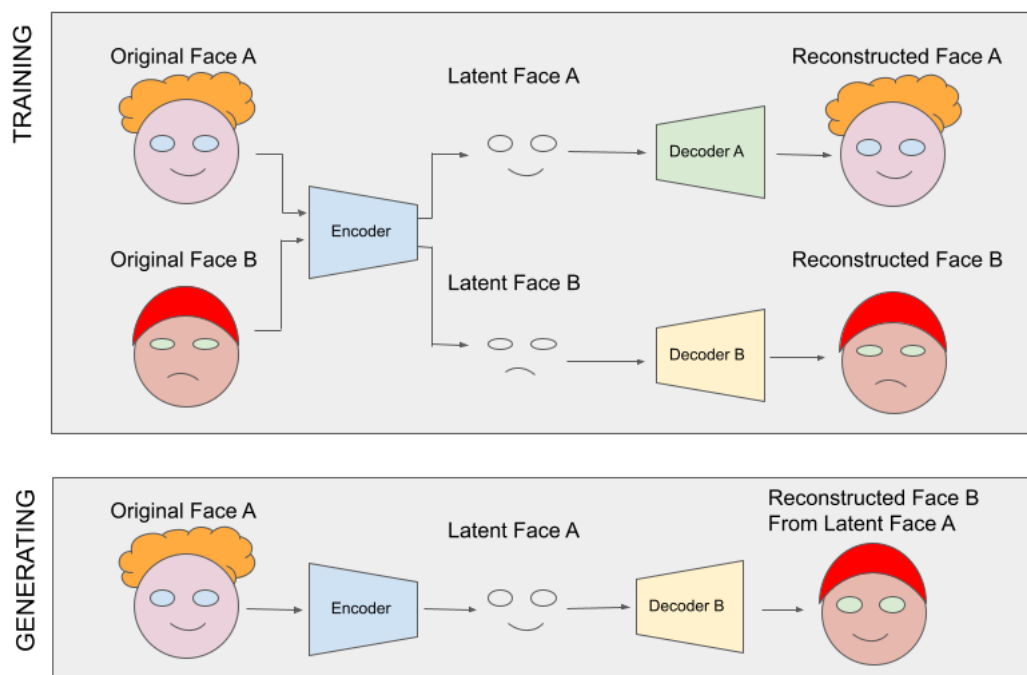 TRAINING
Original Face A
Latent Face A
Reconstructed Face A
Decoder A
Encoder
Original Face B
Latent Face B
Reconstructed Face B
Decoder B
GENERATING
Original Face A
Latent Face A
Reconstructed Face B
From Latent Face A
Encoder
Decoder B